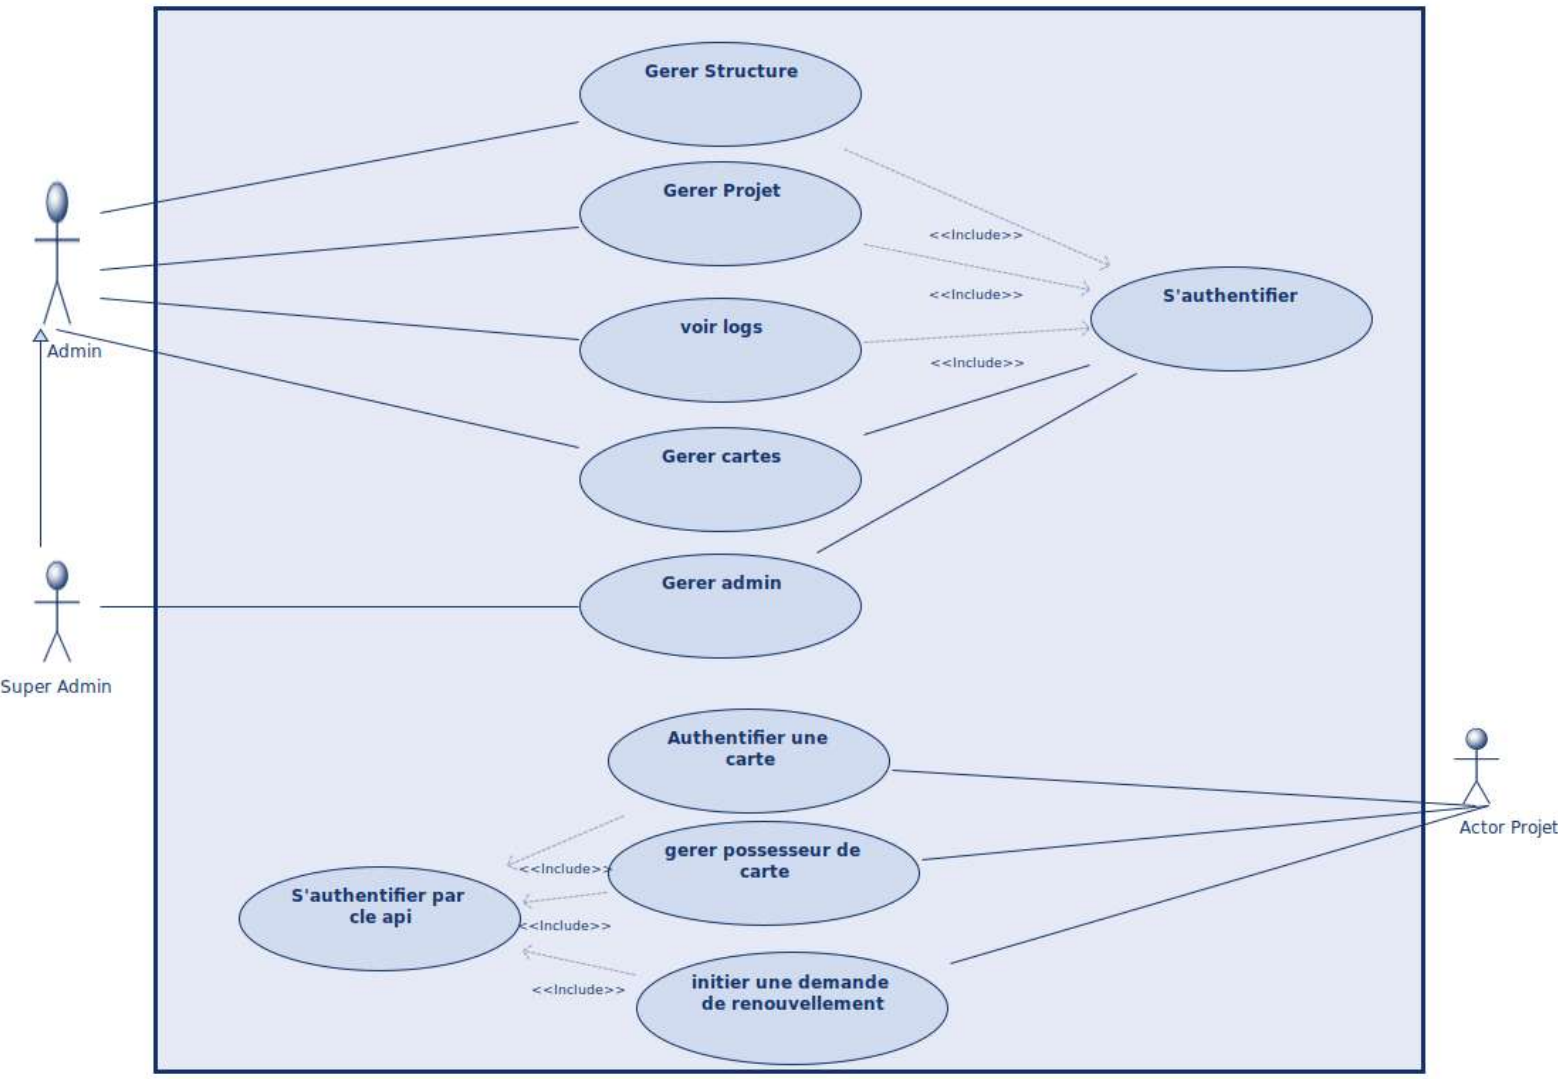 Gerer Structure
Gerer Projet
<<Include>>
S'authentifier
<<Include>>
voir logs
Admin
<<Include>>
Gerer cartes
Gerer admin
Super Admin
Authentifier une
carte
Actor Projet
gerer possesseur de
carte
<<Include>>
S'authentifier par
cle api
<<Include>>
initier une demande
de renouvellement
<<Include>>